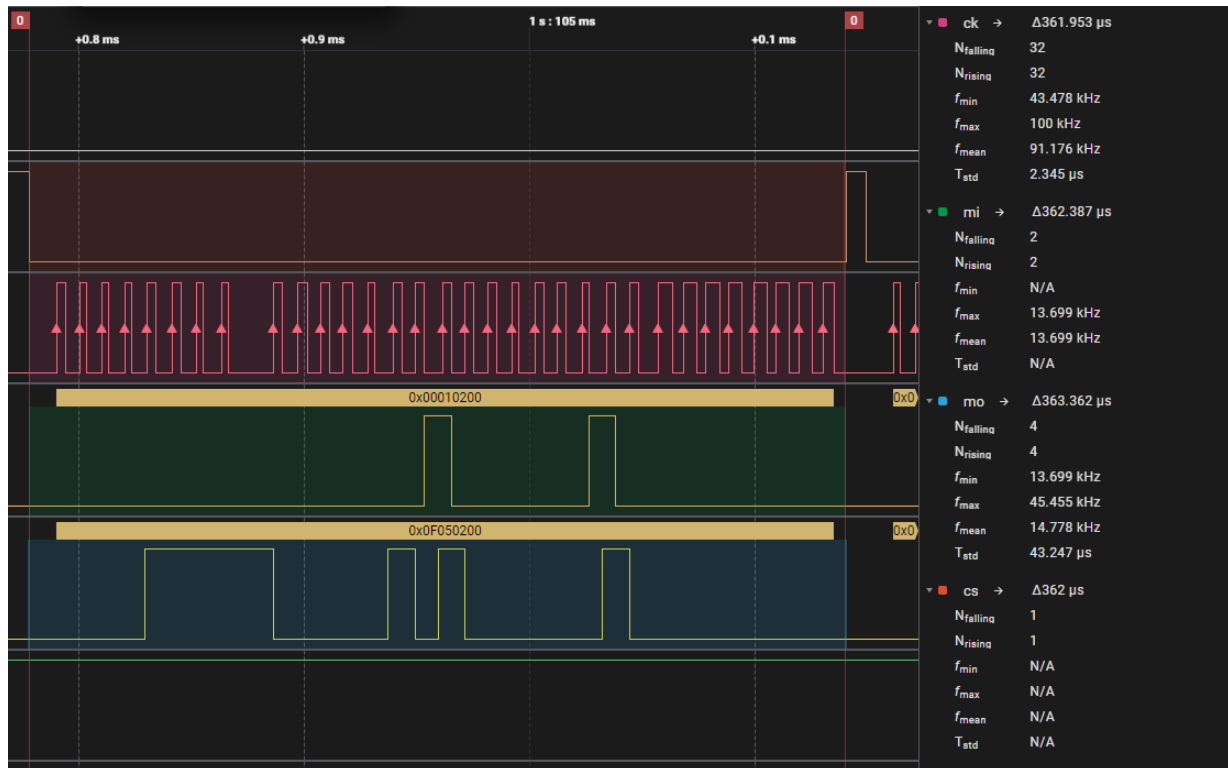 0 1 s : 105 ms 0
+0.8 ms +0.9 ms +0.1 ms
0x00010200 0x0
0x0F050200 0x0
ck → Δ361.953 µs
Nfalling 32
Nrising 32
fmin 43.478 kHz
fmax 100 kHz
fmean 91.176 kHz
Tstd 2.345 µs
mi → Δ362.387 µs
Nfalling 2
Nrising 2
fmin N/A
fmax 13.699 kHz
fmean 13.699 kHz
Tstd N/A
mo → Δ363.362 µs
Nfalling 4
Nrising 4
fmin 13.699 kHz
fmax 45.455 kHz
fmean 14.778 kHz
Tstd 43.247 µs
cs → Δ362 µs
Nfalling 1
Nrising 1
fmin N/A
fmax N/A
fmean N/A
Tstd N/A